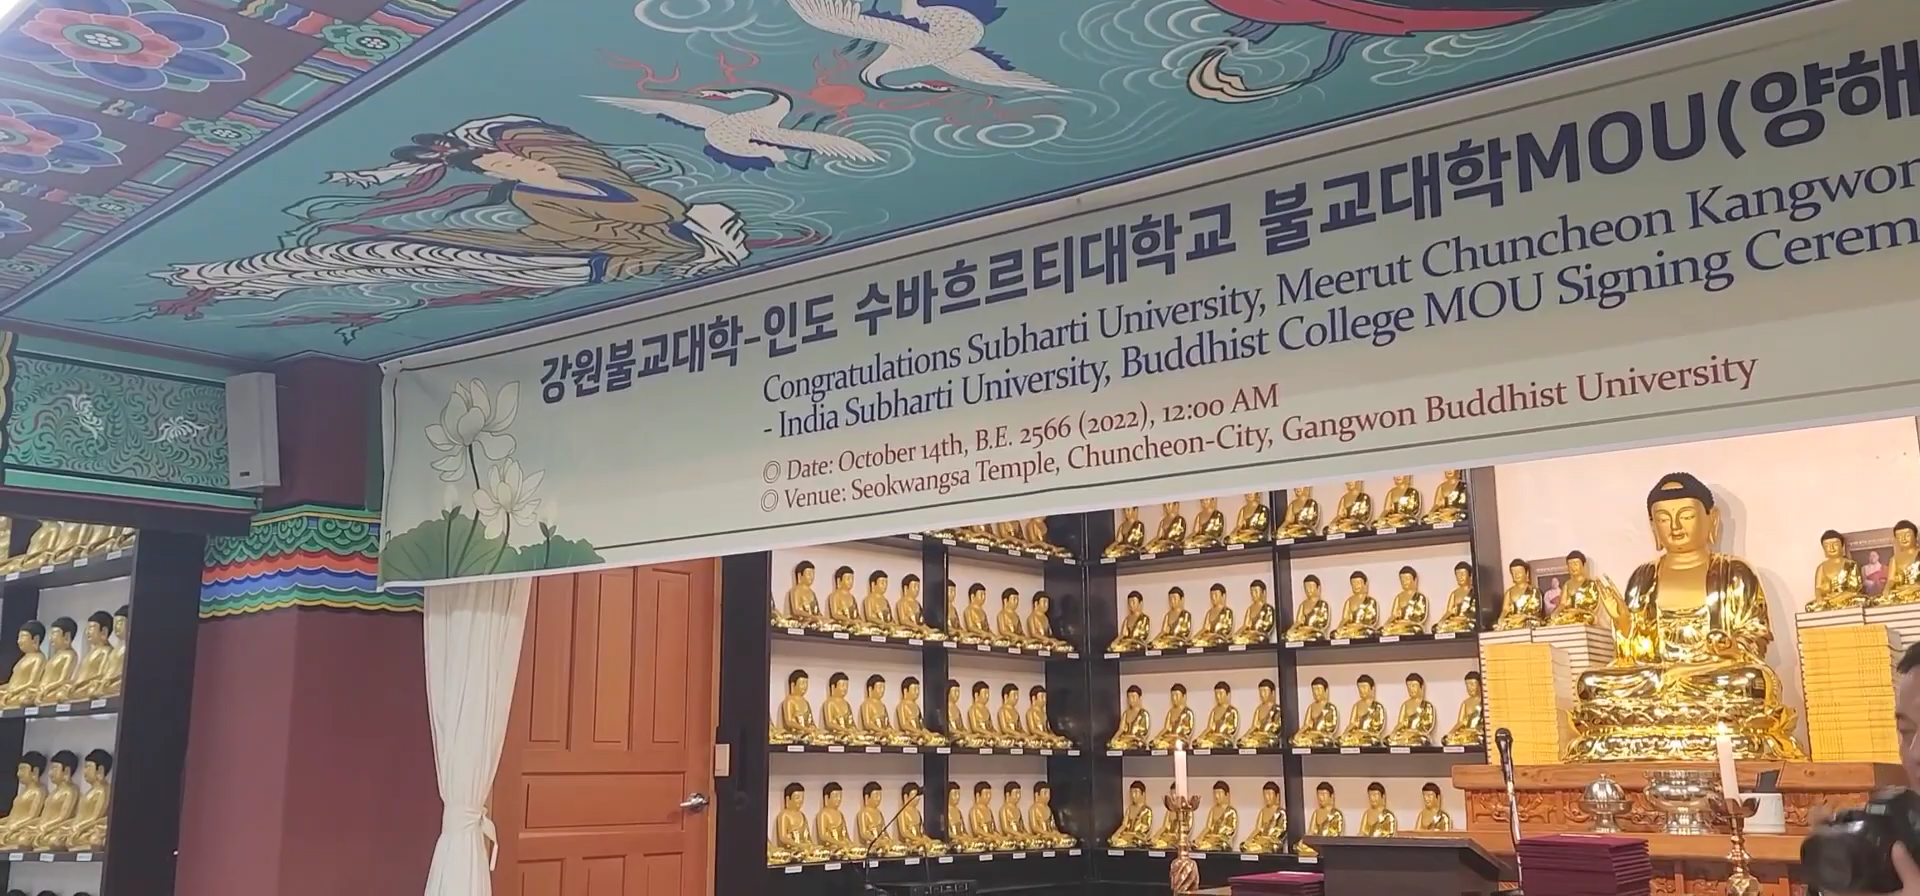 강원불교대학-인도 수바흐르티대학교 불교대학MOU(양해
Congratulations Subharti University, Meerut Chuncheon Kangwon
- India Subharti University, Buddhist College MOU Signing Cerem
◎ Date: October 14th, B.E. 2566 (2022), 12:00 AM
◎ Venue: Seokwangsa Temple, Chuncheon-City, Gangwon Buddhist University